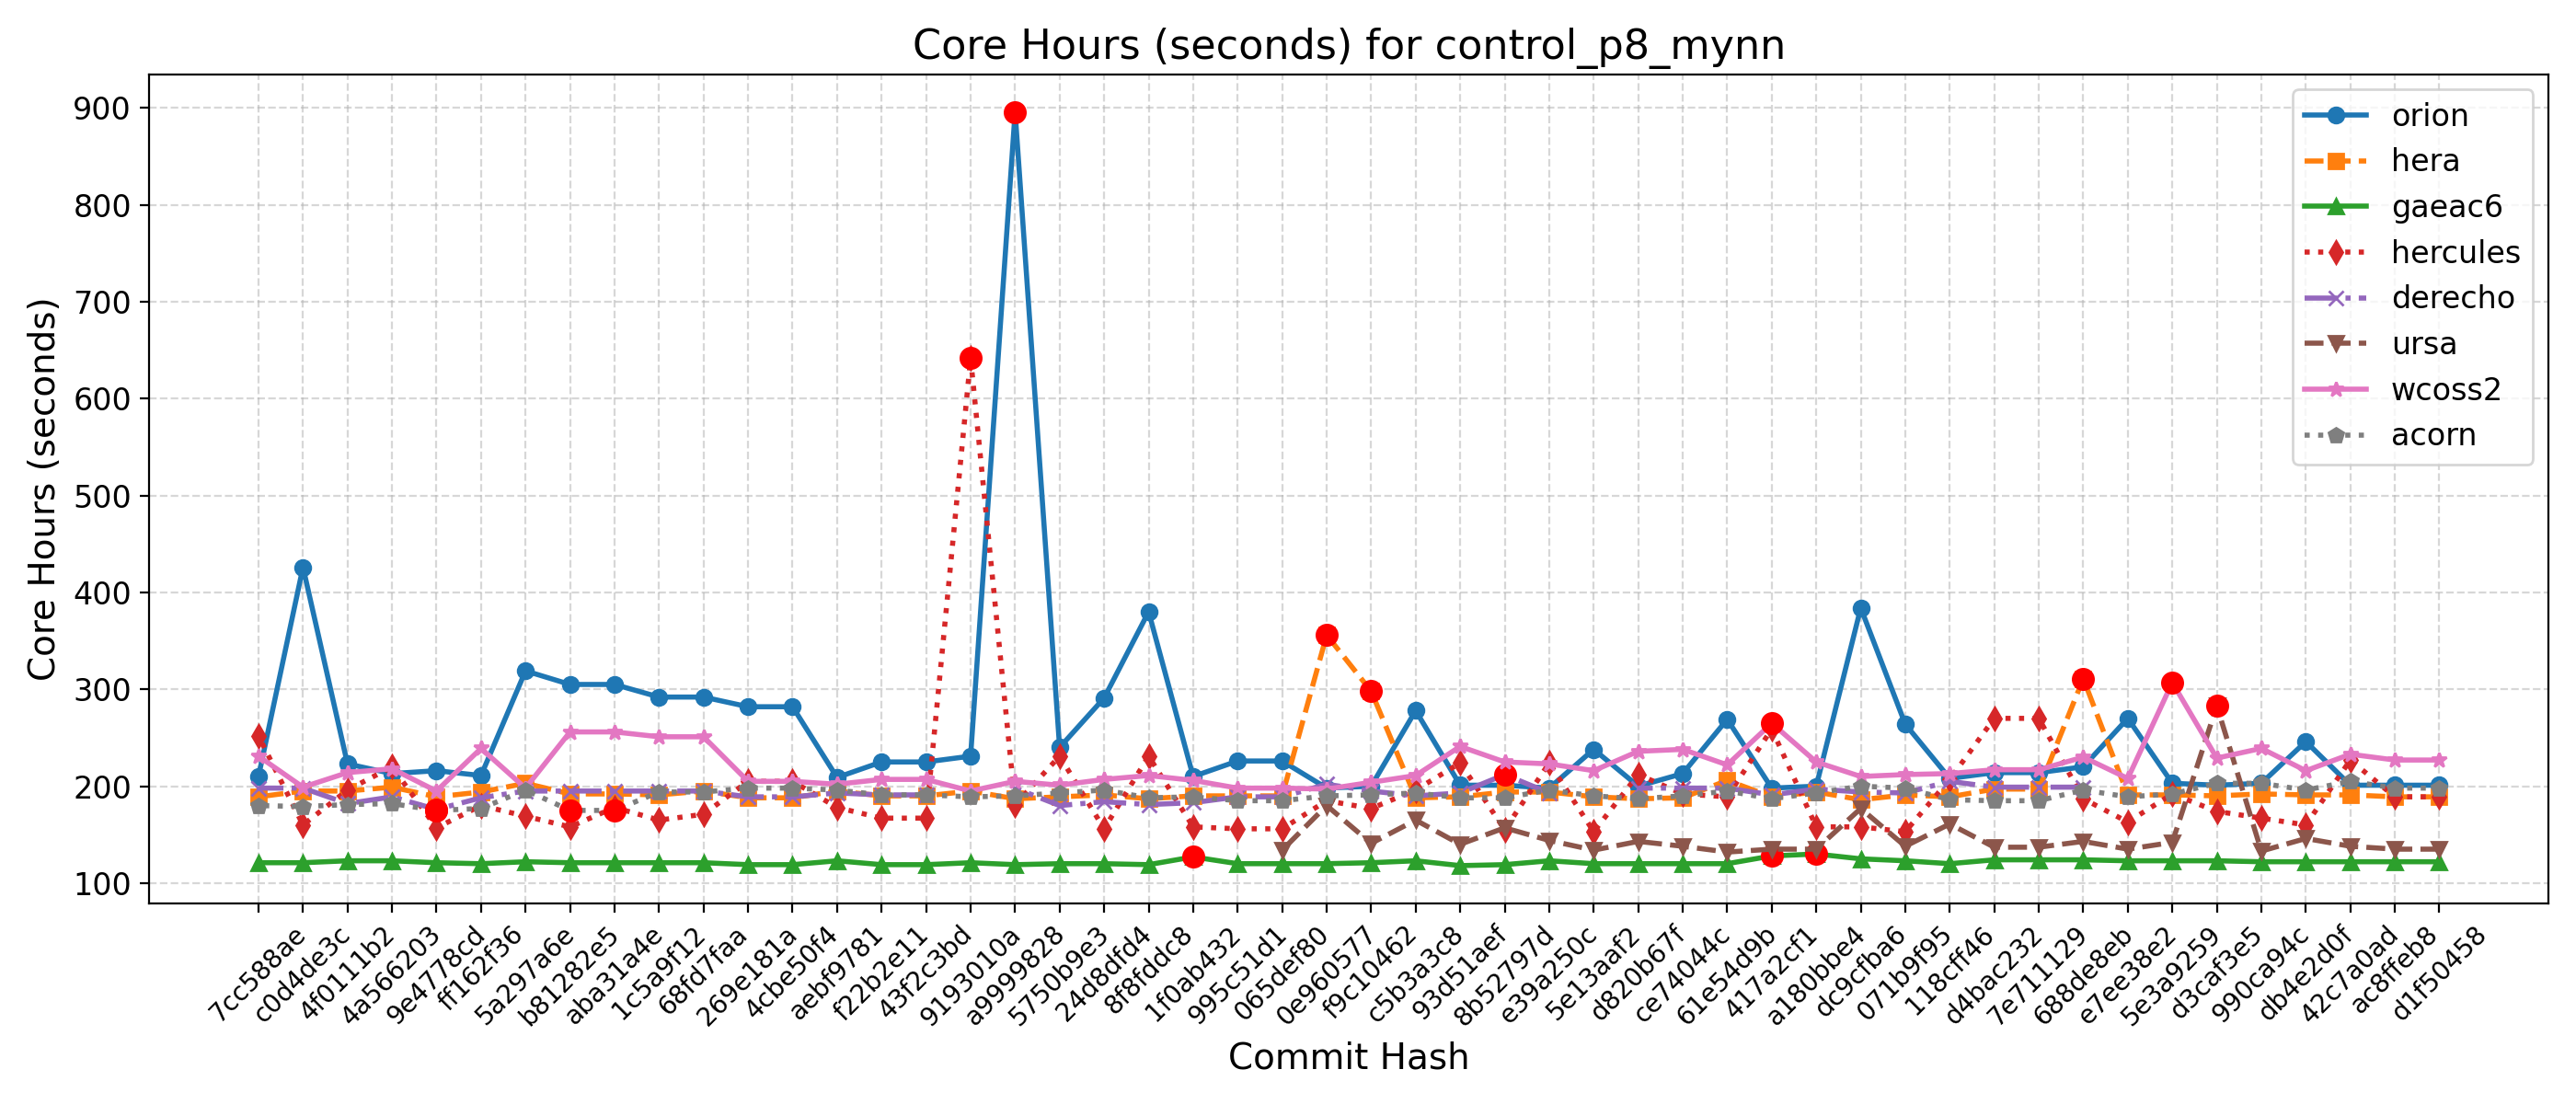 Core Hours (seconds) for control_p8_mynn
Core Hours (seconds)
900
800
700
600
500
400
300
200
100
orion
hera
gaeac6
hercules
derecho
ursa
wcoss2
acorn
7cc588ae
c0d4de3c
4f0111b2
4a566203
9e4778cd
ff162f36
5a297a6e
b81282e5
aba31a4e
1c5a9f12
68fd7faa
269e181a
4cbe50f4
aebf9781
f22b2e11
43f2c3bd
9193010a
a9999828
5750b9e3
24d8dfd4
8f8fddc8
1f0ab432
995c51d1
065def80
0e960577
f9c10462
c5b3a3c8
93d51aef
8b52797d
e39a250c
5e13aaf2
d820b67f
ce74044c
61e54d9b
417a2cf1
a180bbe4
dc9cfba6
071b9f95
118cff46
d4bac232
7e711129
688de8eb
e7ee38e2
5e3a9259
d3caf3e5
990ca94c
db4e2d0f
42c7a0ad
ac8ffeb8
d1f50458
Commit Hash